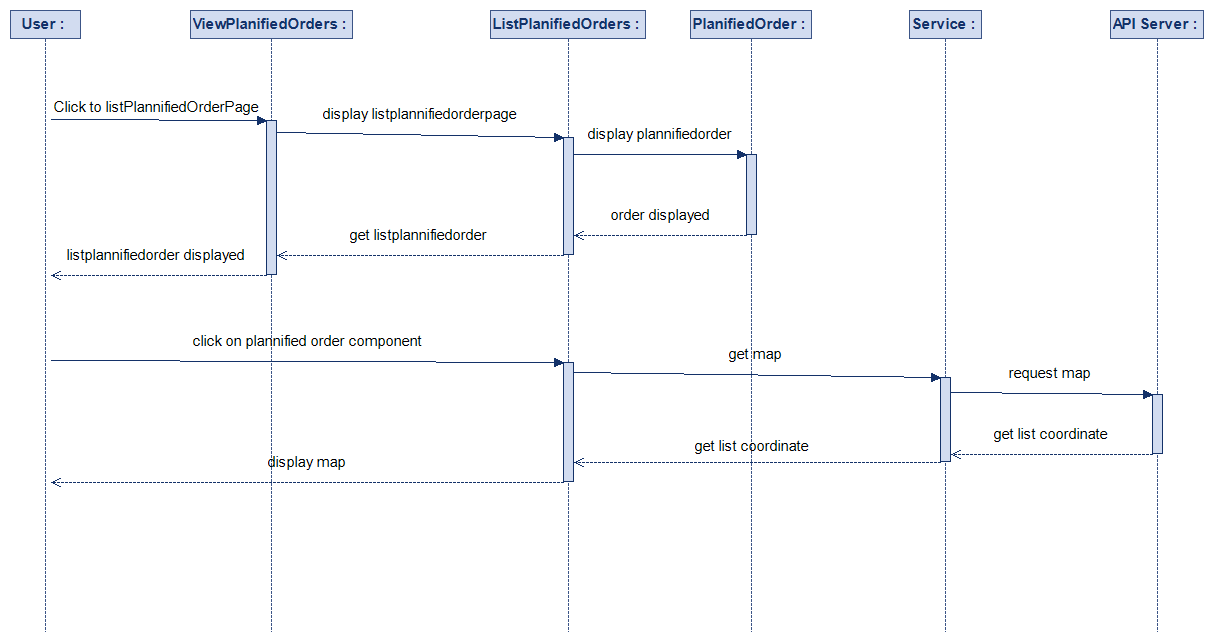 User :
ViewPlanifiedOrders :
ListPlanifiedOrders :
PlanifiedOrder :
Service :
API Server :
Click to listPlannifiedOrderPage
display listplannifiedorderpage
display plannifiedorder
order displayed
get listplannifiedorder
listplannifiedorder displayed
click on plannified order component
get map
request map
get list coordinate
get list coordinate
display map